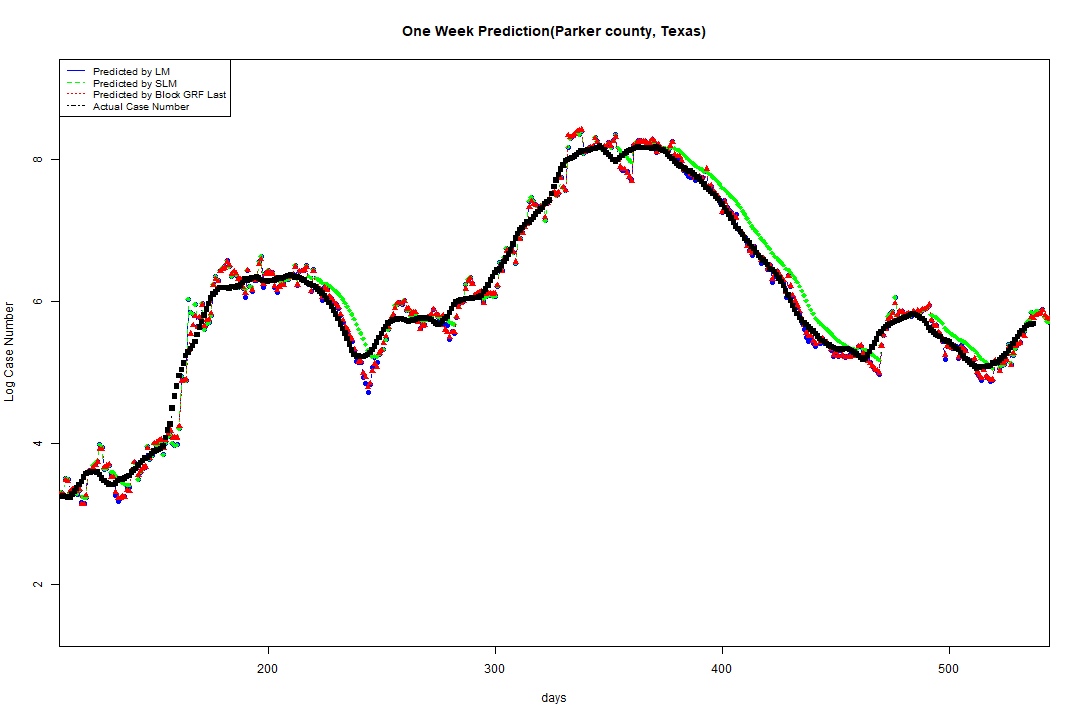 One Week Prediction(Parker county, Texas)
Predicted by LM
Predicted by SLM
Predicted by Block GRF Last
Actual Case Number
8
6
4
2
Log Case Number
200 300 400 500
days